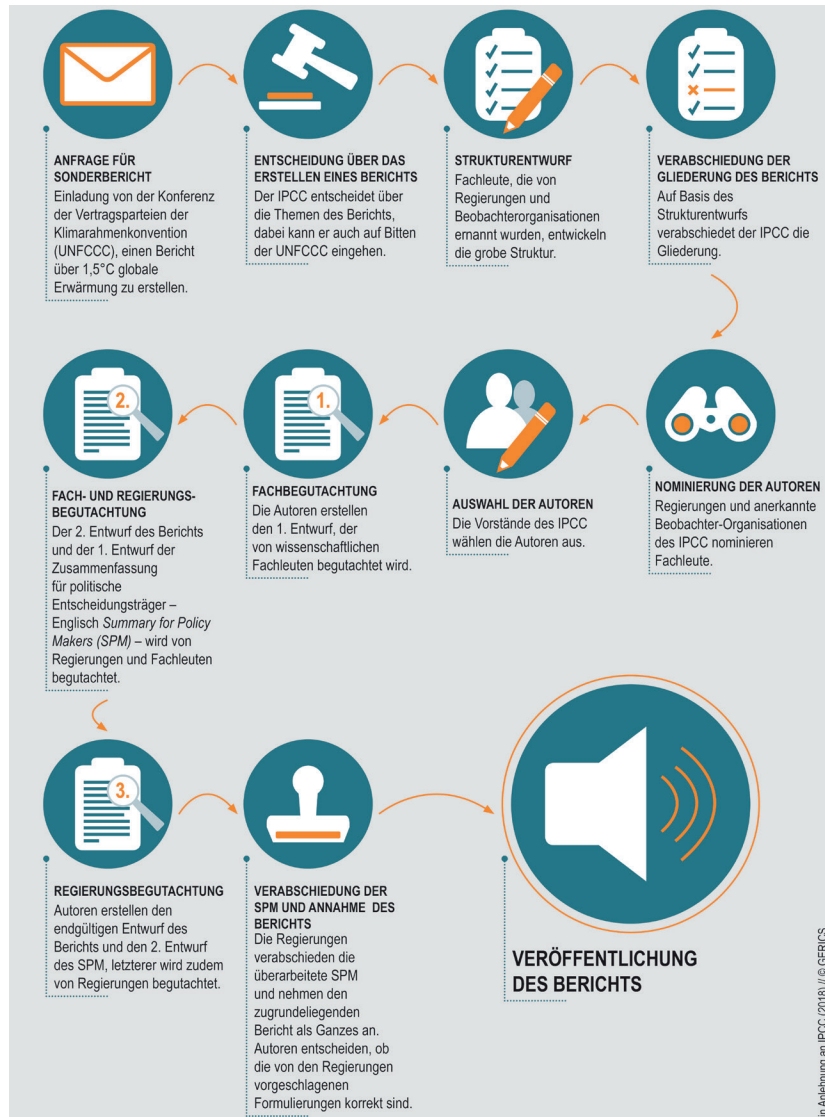 ANFRAGE FÜR
SONDERBERICHT
Einladung von der Konferenz
der Vertragsparteien der
Klimarahmenkonvention
(UNFCCC), einen Bericht
über 1,5°C globale
Erwärmung zu erstellen.
ENTSCHEIDUNG ÜBER DAS
ERSTELLEN EINES BERICHTS
Der IPCC entscheidet über
die Themen des Berichts,
dabei kann er auch auf Bitten
der UNFCCC eingehen.
STRUKTURENTWURF
Fachleute, die von
Regierungen und
Beobachterorganisationen
ernannt wurden, entwickeln
die grobe Struktur.
VERABSCHIEDUNG DER
GLIEDERUNG DES BERICHTS
Auf Basis des
Strukturentwurfs
verabschiedet der IPCC die
Gliederung.
NOMINIERUNG DER AUTOREN
Regierungen und anerkannte
Beobachter-Organisationen
des IPCC nominieren
Fachleute.
AUSWAHL DER AUTOREN
Die Vorstände des IPCC
wählen die Autoren aus.
1.
FACHBEGUTACHTUNG
Die Autoren erstellen
den 1. Entwurf, der
von wissenschaftlichen
Fachleuten begutachtet wird.
2.
FACH- UND REGIERUNGS-
BEGUTACHTUNG
Der 2. Entwurf des Berichts
und der 1. Entwurf der
Zusammenfassung
für politische
Entscheidungsträger –
Englisch Summary for Policy
Makers (SPM) – wird von
Regierungen und Fachleuten
begutachtet.
3.
REGIERUNGSBEGUTACHTUNG
Autoren erstellen den
endgültigen Entwurf des
Berichts und den 2. Entwurf
des SPM, letzterer wird zudem
von Regierungen begutachtet.
VERABSCHIEDUNG DER
SPM UND ANNAHME DES
BERICHTS
Die Regierungen
verabschieden die
überarbeitete SPM
und nehmen den
zugrundeliegenden
Bericht als Ganzes an.
Autoren entscheiden, ob
die von den Regierungen
vorgeschlagenen
Formulierungen korrekt sind.
VERÖFFENTLICHUNG
DES BERICHTS
in Anlehnung an IPCC (2018) // © GERICS